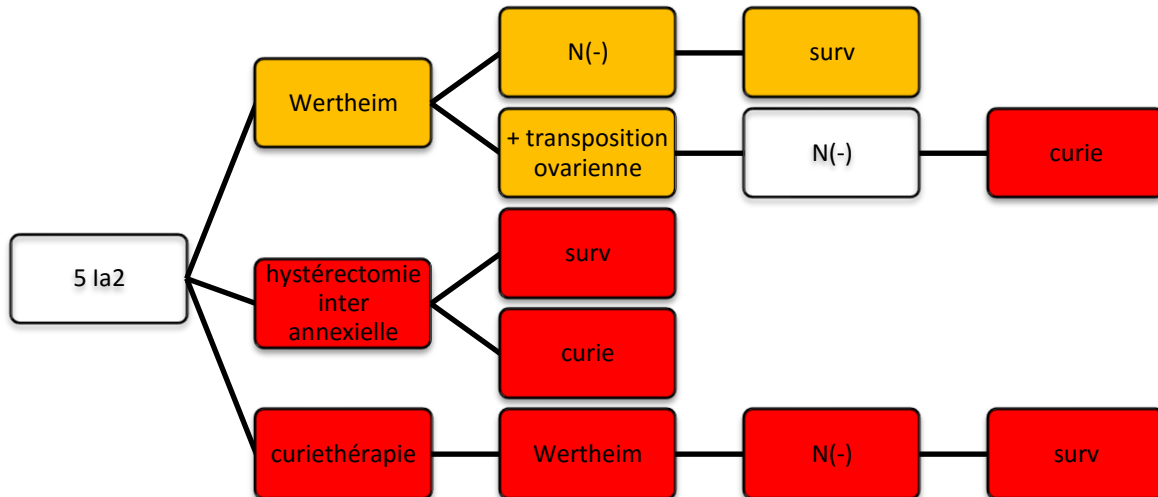 5 Ia2
Wertheim
N(-)
surv
+ transposition
ovarienne
N(-)
curie
hystérectomie
inter
annexielle
surv
curie
curiethérapie
Wertheim
N(-)
surv